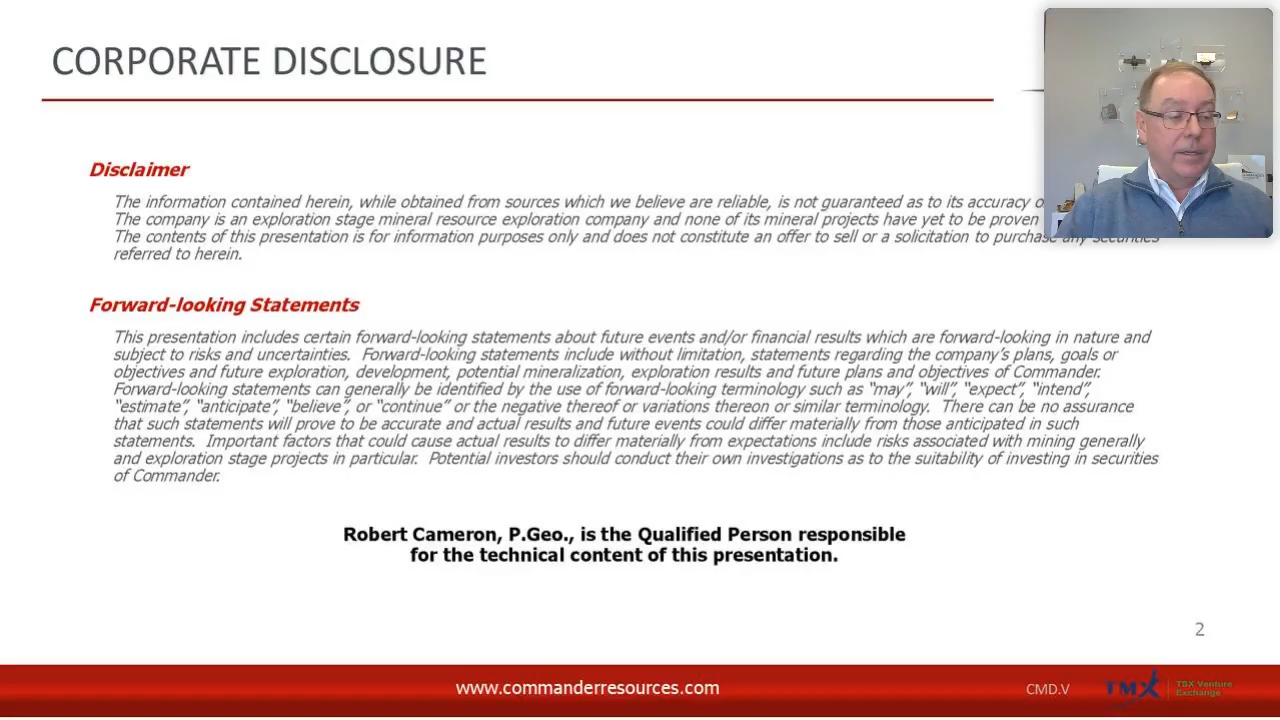 CORPORATE DISCLOSURE
Disclaimer
The information contained herein, while obtained from sources which we believe are reliable, is not guaranteed as to its accuracy
The company is an exploration stage mineral resource exploration company and none of its mineral projects have yet to be proven
The contents of this presentation is for information purposes only and does not constitute an offer to sell or a solicitation to purchase any securities
referred to herein.
Forward-looking Statements
This presentation includes certain forward-looking statements about future events and/or financial results which are forward-looking in nature and
subject to risks and uncertainties. Forward-looking statements include without limitation, statements regarding the company's plans, goals or
objectives and future exploration, development, potential mineralization, exploration results and future plans and objectives of Commander.
Forward-looking statements can generally be identified by the use of forward-looking terminology such as "may", "will", "expect", "intend",
"estimate", "anticipate", "believe", or "continue" or the negative thereof or variations thereon or similar terminology. There can be no assurance
that such statements will prove to be accurate and actual results and future events could differ materially from those anticipated in such
statements. Important factors that could cause actual results to differ materially from expectations include risks associated with mining generally
and exploration stage projects in particular. Potential investors should conduct their own investigations as to the suitability of investing in securities
of Commander.
Robert Cameron, P.Geo., is the Qualified Person responsible
for the technical content of this presentation.
2
www.commanderresources.com
CMD.V
TMX
TSX Venture
Exchange